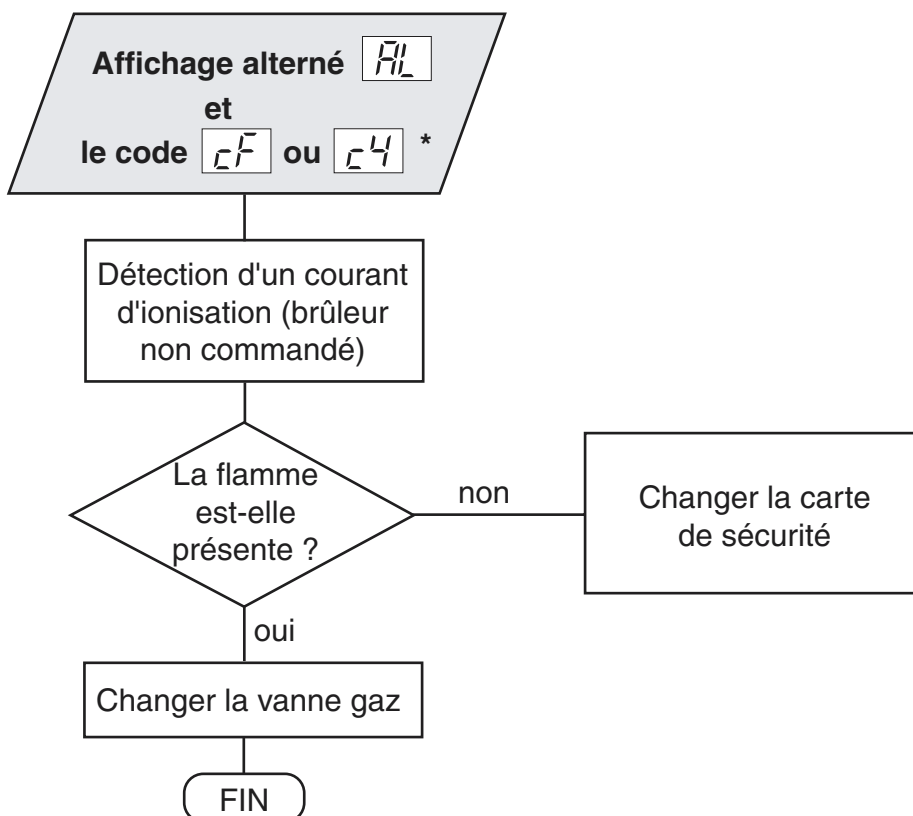 Affichage alterné AL
et
le code cF ou c4 *
Détection d'un courant
d'ionisation (brûleur
non commandé)
La flamme
est-elle
présente ?
non
Changer la carte
de sécurité
oui
Changer la vanne gaz
FIN